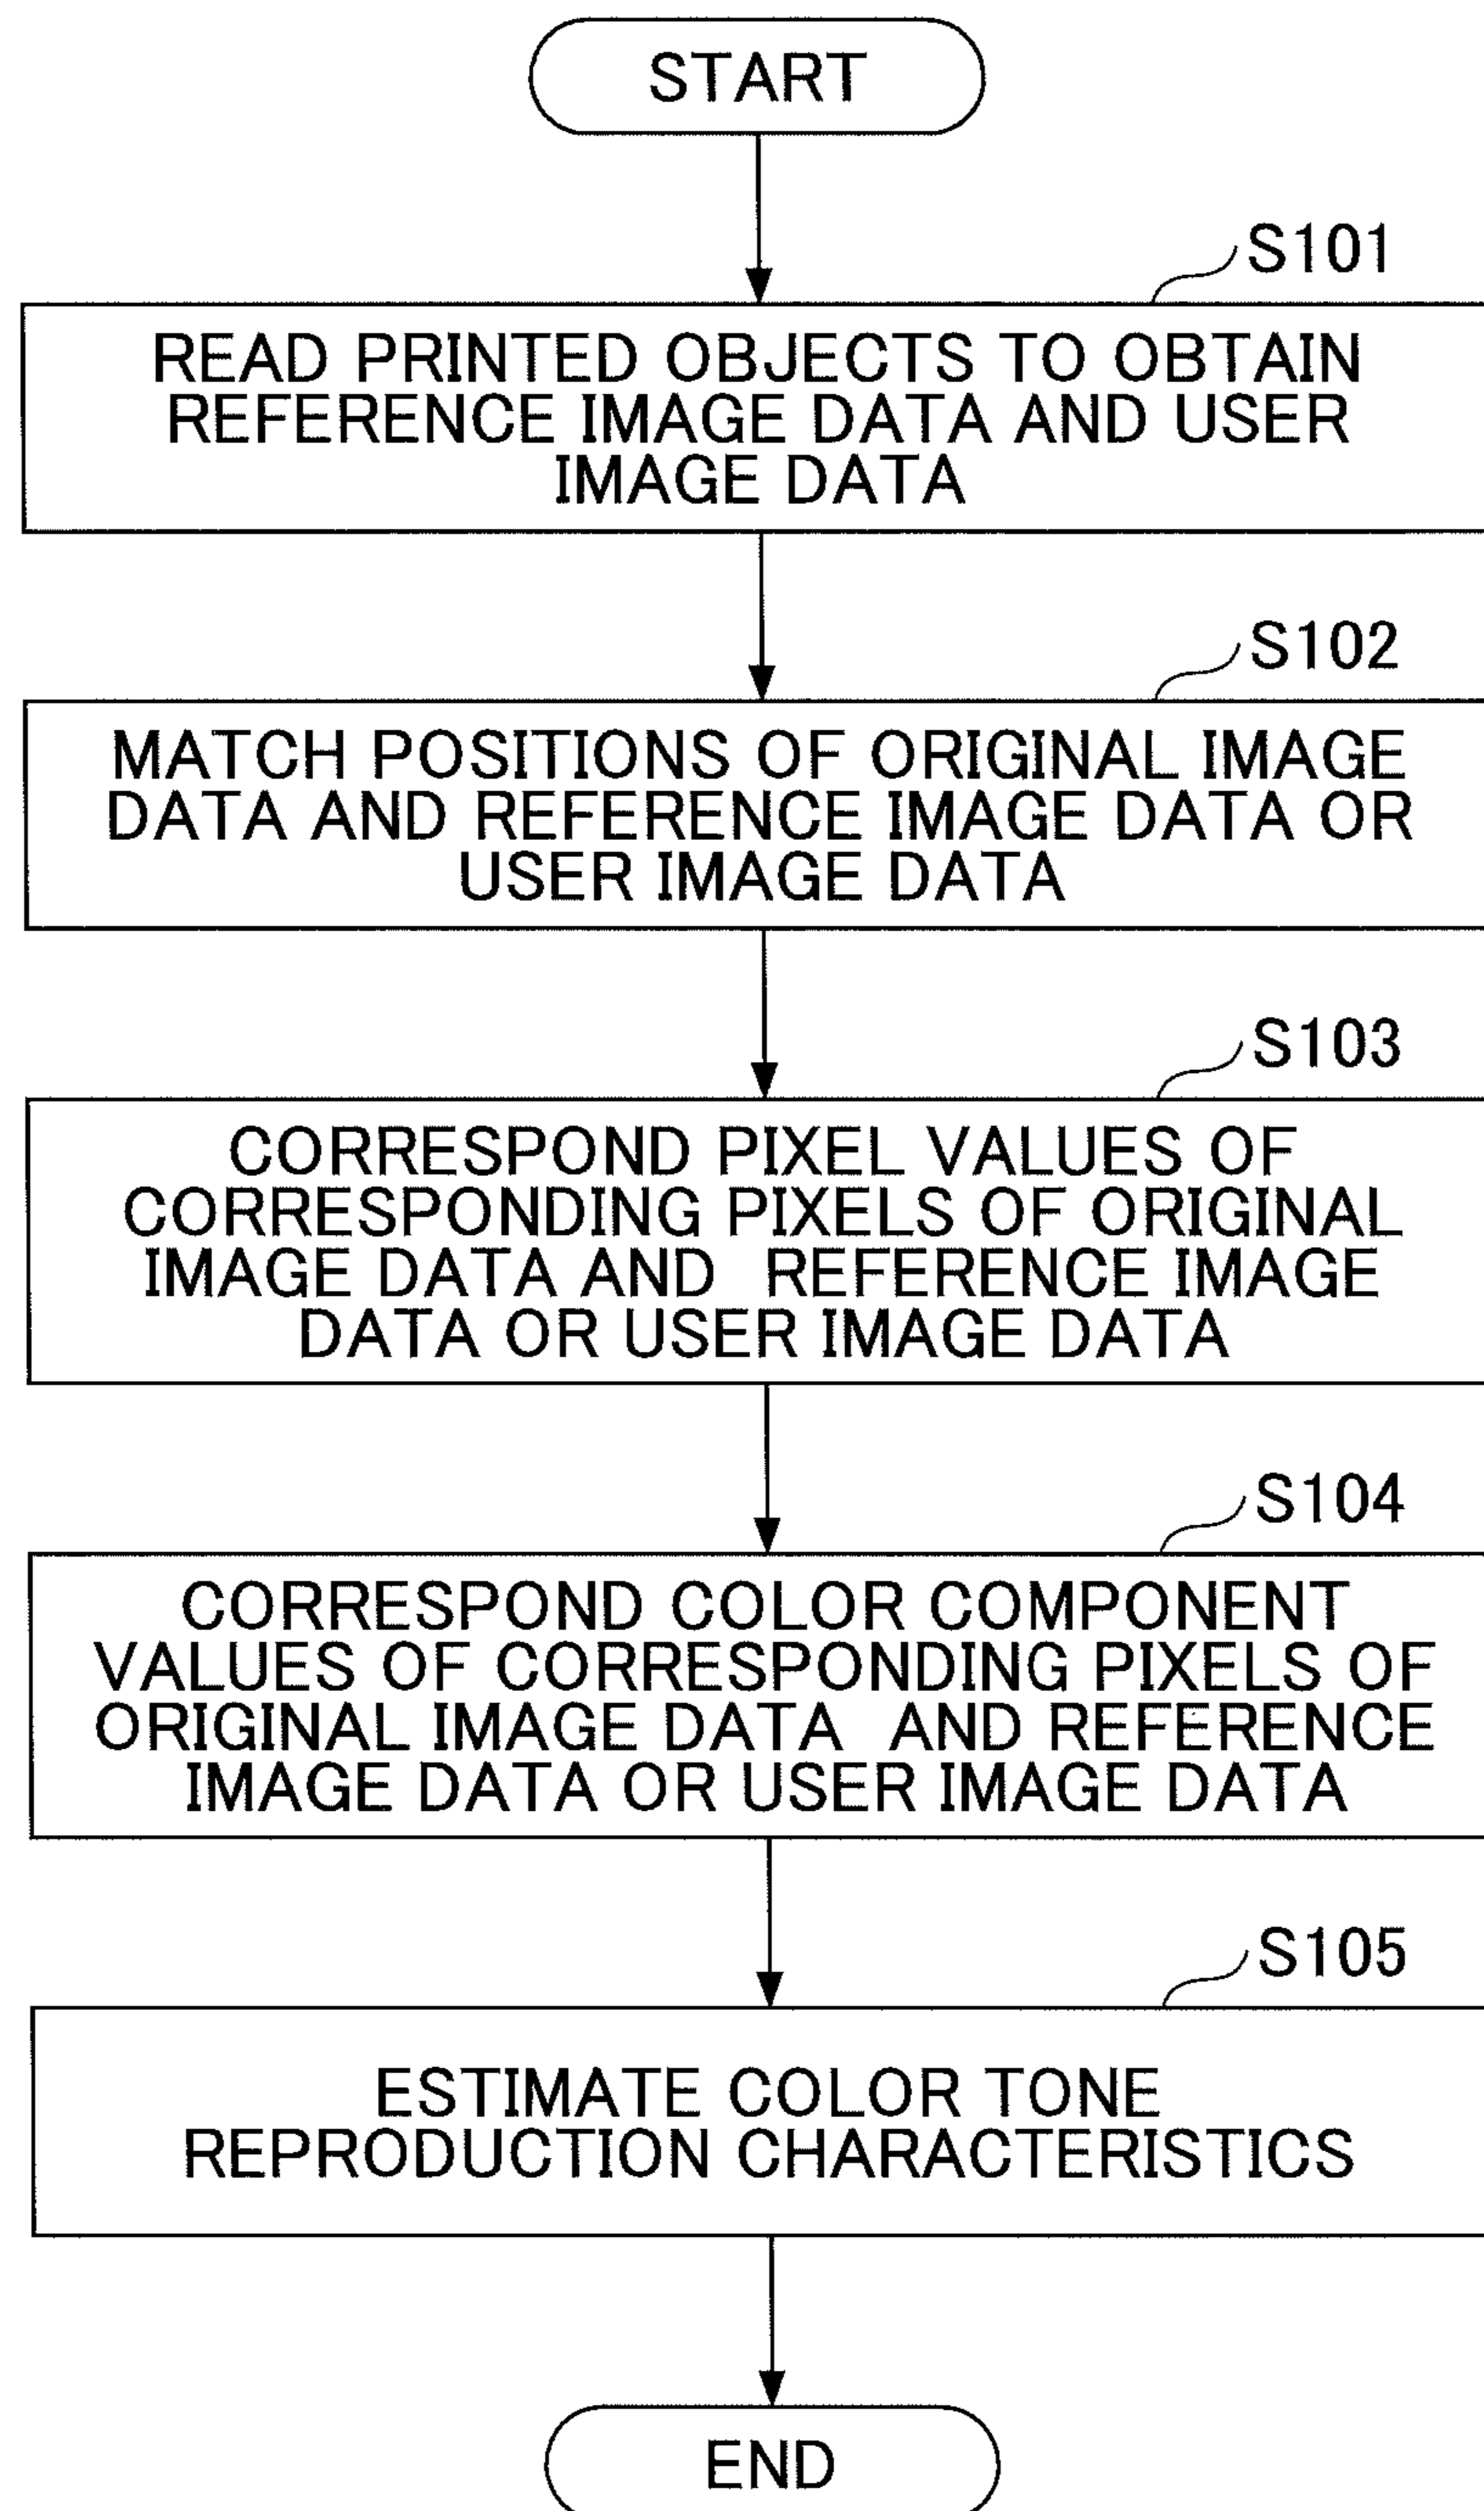 START
S101
READ PRINTED OBJECTS TO OBTAIN
REFERENCE IMAGE DATA AND USER
IMAGE DATA
S102
MATCH POSITIONS OF ORIGINAL IMAGE
DATA AND REFERENCE IMAGE DATA OR
USER IMAGE DATA
S103
CORRESPOND PIXEL VALUES OF
CORRESPONDING PIXELS OF ORIGINAL
IMAGE DATA AND REFERENCE IMAGE
DATA OR USER IMAGE DATA
S104
CORRESPOND COLOR COMPONENT
VALUES OF CORRESPONDING PIXELS OF
ORIGINAL IMAGE DATA AND REFERENCE
IMAGE DATA OR USER IMAGE DATA
S105
ESTIMATE COLOR TONE
REPRODUCTION CHARACTERISTICS
END